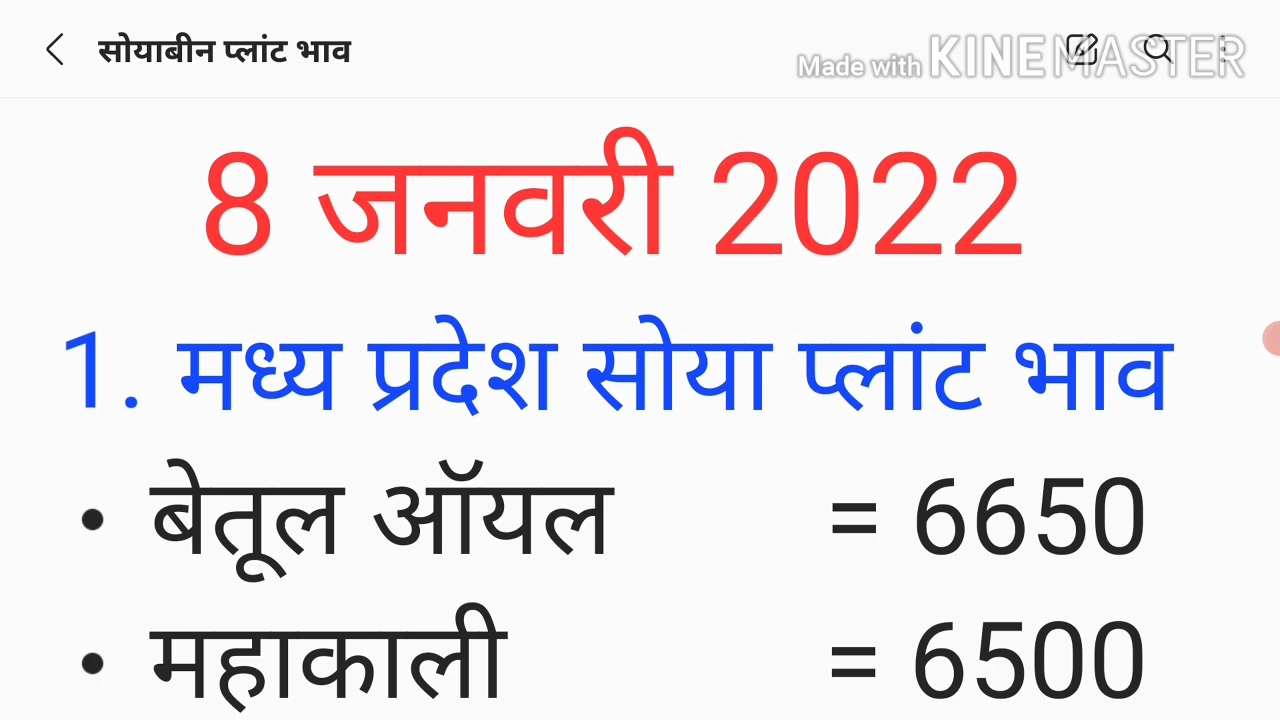 सोयाबीन प्लांट भाव
Made with KINEMASTER
8 जनवरी 2022
1. मध्य प्रदेश सोया प्लांट भाव
• बेतूल ऑयल = 6650
• महाकाली = 6500